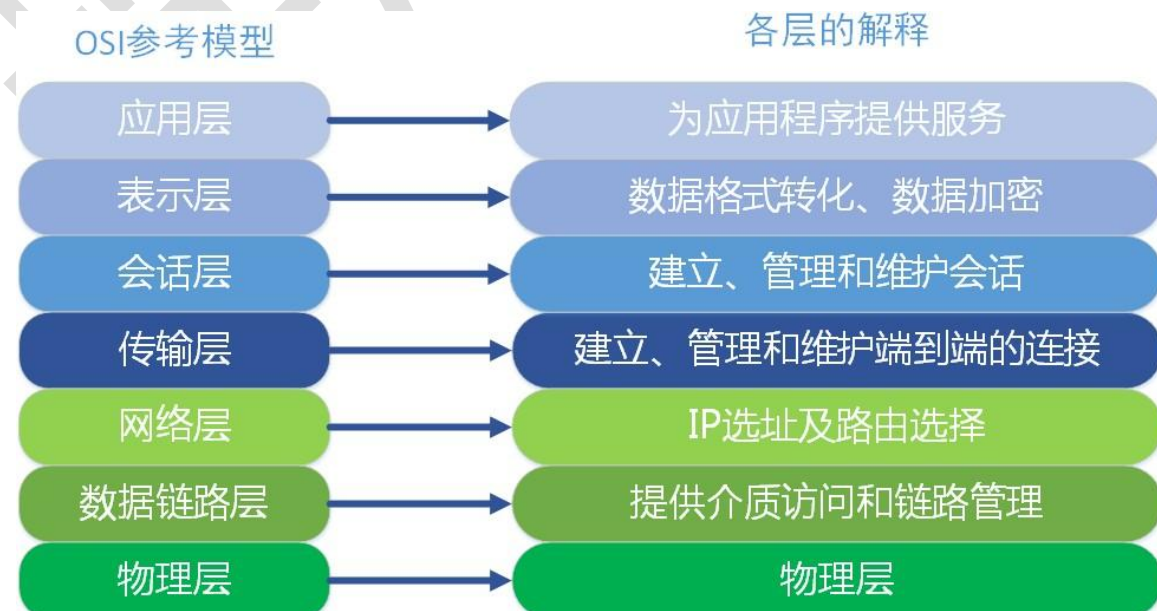 OSI参考模型
各层的解释
应用层
为应用程序提供服务
表示层
数据格式转化、数据加密
会话层
建立、管理和维护会话
传输层
建立、管理和维护端到端的连接
网络层
IP选址及路由选择
数据链路层
提供介质访问和链路管理
物理层
物理层